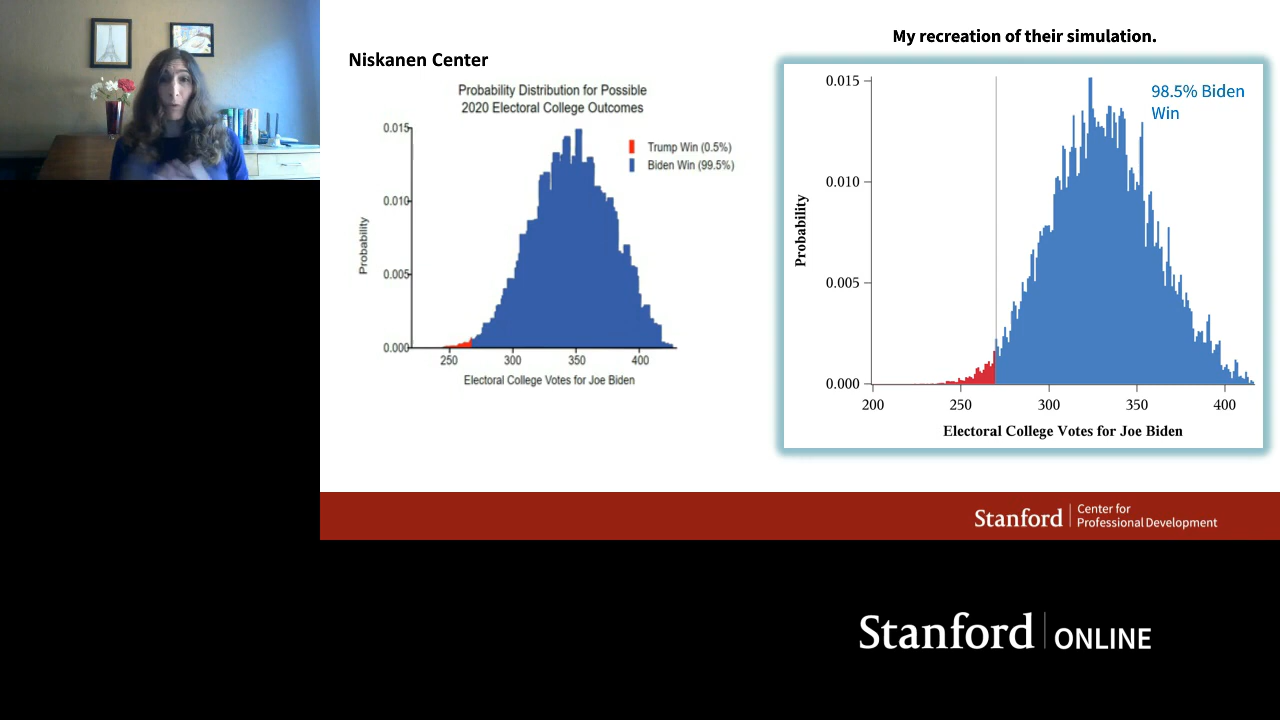 Niskanen Center
Probability Distribution for Possible
2020 Electoral College Outcomes
0.015
0.010
0.005
0.000
Probability
Trump Win (0.5%)
Biden Win (99.5%)
250
300
350
400
Electoral College Votes for Joe Biden
My recreation of their simulation.
98.5% Biden
Win
0.015
0.010
0.005
0.000
Probability
200
250
300
350
400
Electoral College Votes for Joe Biden
Stanford
Center for
Professional Development
Stanford ONLINE